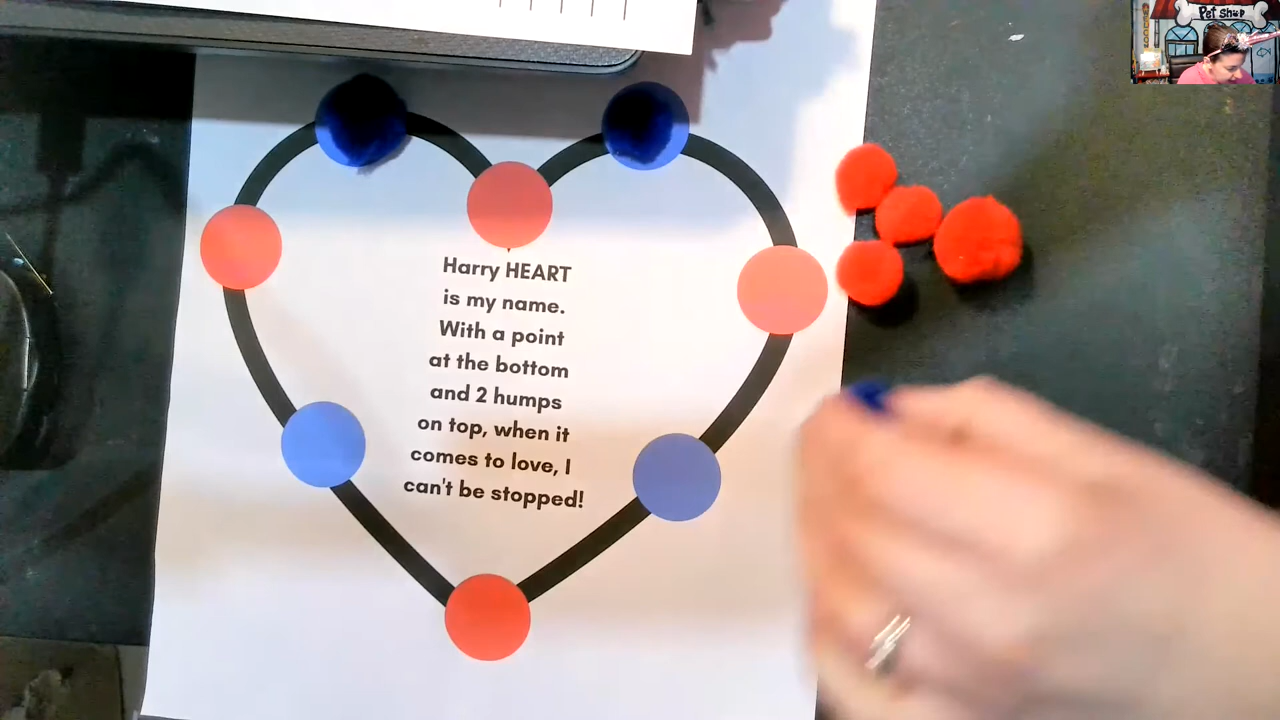 Pet Shop
Harry HEART
is my name.
With a point
at the bottom
and 2 humps
on top, when it
comes to love, I
can't be stopped!